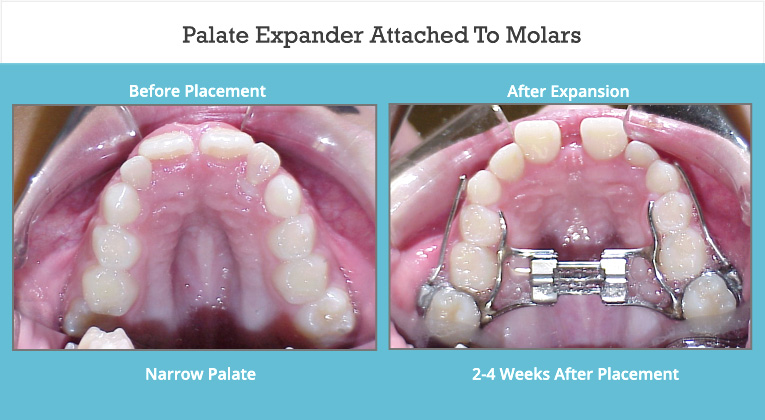 Palate Expander Attached To Molars
Before Placement
After Expansion
Narrow Palate
2-4 Weeks After Placement